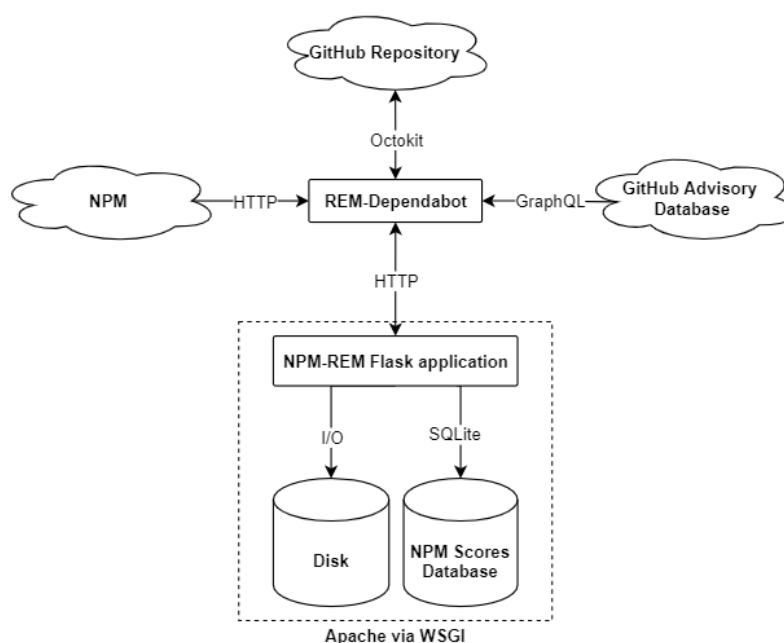 GitHub Repository
Octokit
NPM
HTTP
REM-Dependabot
GraphQL
GitHub Advisory
Database
HTTP
NPM-REM Flask application
I/O
SQLite
Disk
NPM Scores
Database
Apache via WSGI